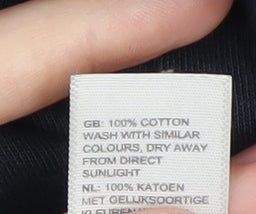 GB: 100% COTTON
WASH WITH SIMILAR
COLOURS, DRY AWAY
FROM DIRECT
SUNLIGHT
NL: 100% KATOEN
MET GELIJKSOORTIGE